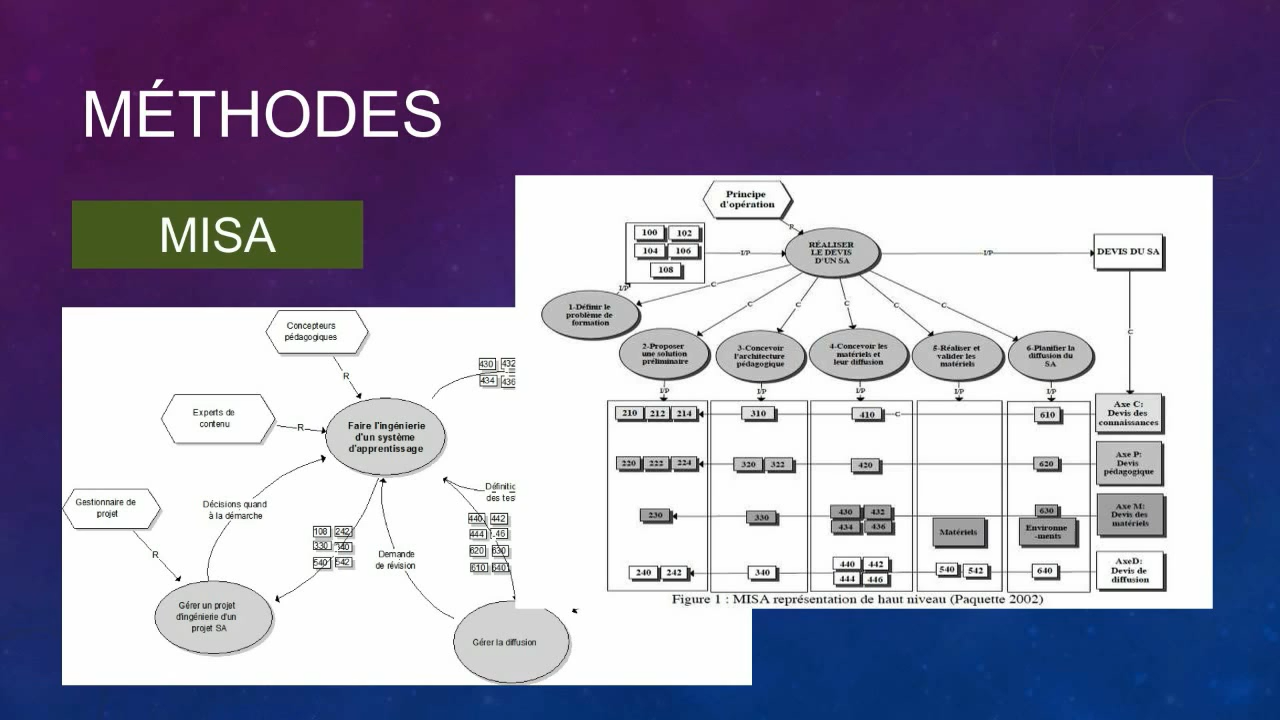 MÉTHODES
MISA
Concepteurs
pédagogiques
R
Experts de
contenu
R
Faire l'ingénierie
d'un système
d'apprentissage
430 432
434 436
Gestionnaire de
projet
R
Décisions quand
à la démarche
108 242
330 340
540 542
Demande
de révision
440 442
444
620 630
610 640
Gérer un projet
d'ingénierie d'un
projet SA
Gérer la diffusion
Principe
d'opération
R
100 102
104 106
108
I/P
RÉALISER
LE DEVIS
D'UN SA
I/P
DEVIS DU SA
I/P
C
C
C
C
C
C
C
1-Définir le
problème de
formation
2-Proposer
une solution
préliminaire
3-Concevoir
l'architecture
pédagogique
4-Concevoir les
matériels et
leur diffusion
5-Réaliser et
valider les
matériels
6-Planifier la
diffusion du
SA
I/P
I/P
I/P
I/P
I/P
210 212 214
310
410
C
610
Axe C:
Devis des
connaissances
220 222 224
320 322
420
620
Axe P:
Devis
pédagogique
230
330
430 432
434 436
Matériels
630
Environne
-ments
Axe M:
Devis des
matériels
240 242
340
440 442
444 446
540 542
640
AxeD:
Devis de
diffusion
Figure 1 : MISA représentation de haut niveau (Paquette 2002)